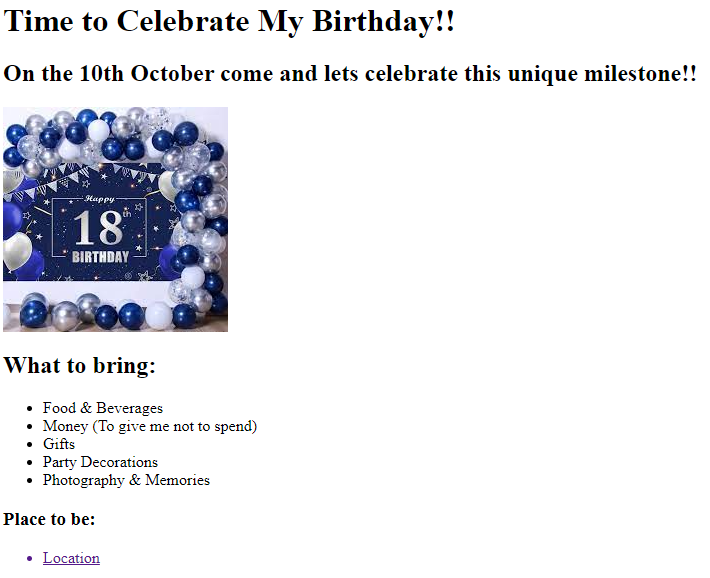 Time to Celebrate My Birthday!!
On the 10th October come and lets celebrate this unique milestone!!
Happy
18th
BIRTHDAY
What to bring:
Food & Beverages
Money (To give me not to spend)
Gifts
Party Decorations
Photography & Memories
Place to be:
Location